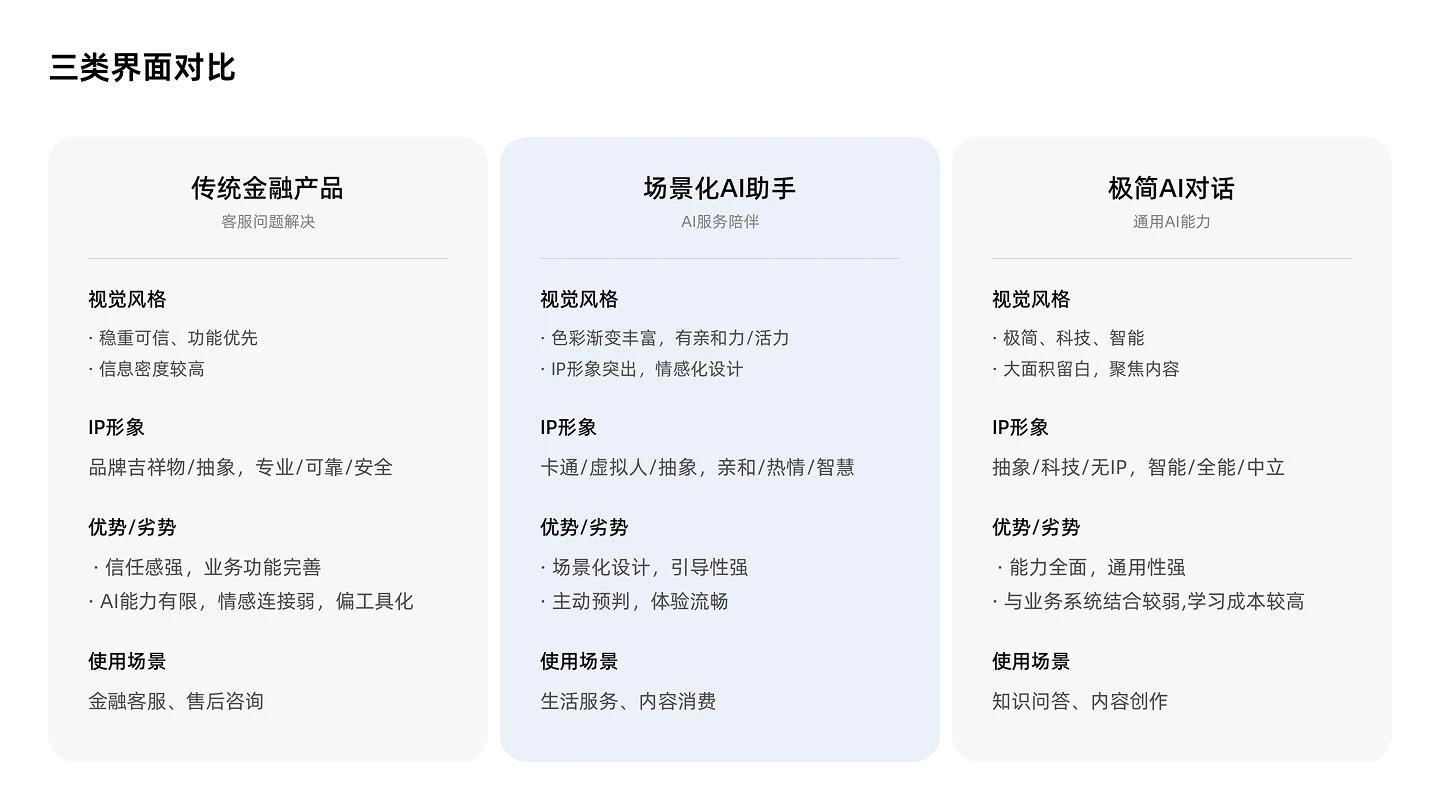 三类界面对比
传统金融产品
客服问题解决
视觉风格
· 稳重可信、功能优先
· 信息密度较高
IP形象
品牌吉祥物/抽象，专业/可靠/安全
优势/劣势
· 信任感强，业务功能完善
· AI能力有限，情感连接弱，偏工具化
使用场景
金融客服、售后咨询
场景化AI助手
AI服务陪伴
视觉风格
· 色彩渐变丰富，有亲和力/活力
· IP形象突出，情感化设计
IP形象
卡通/虚拟人/抽象，亲和/热情/智慧
优势/劣势
· 场景化设计，引导性强
· 主动预判，体验流畅
使用场景
生活服务、内容消费
极简AI对话
通用AI能力
视觉风格
· 极简、科技、智能
· 大面积留白，聚焦内容
IP形象
抽象/科技/无IP，智能/全能/中立
优势/劣势
· 能力全面，通用性强
· 与业务系统结合较弱,学习成本较高
使用场景
知识问答、内容创作